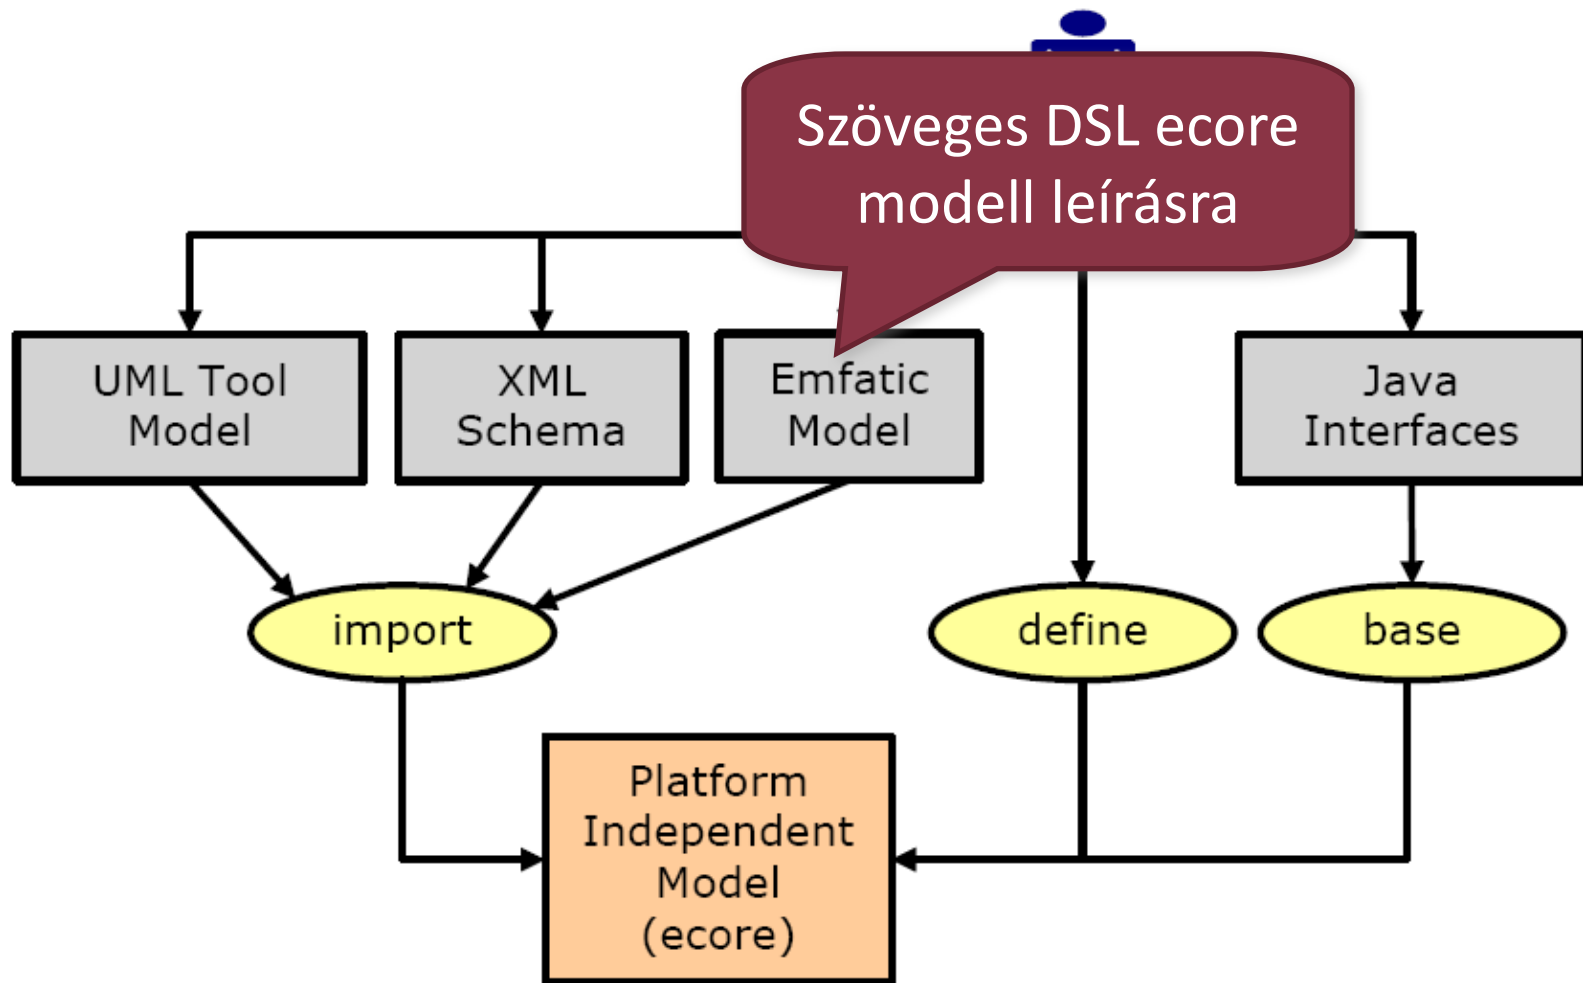 Szöveges DSL ecore
modell leírásra
UML Tool
Model
XML
Schema
Emfatic
Model
Java
Interfaces
import
define
base
Platform
Independent
Model
(ecore)